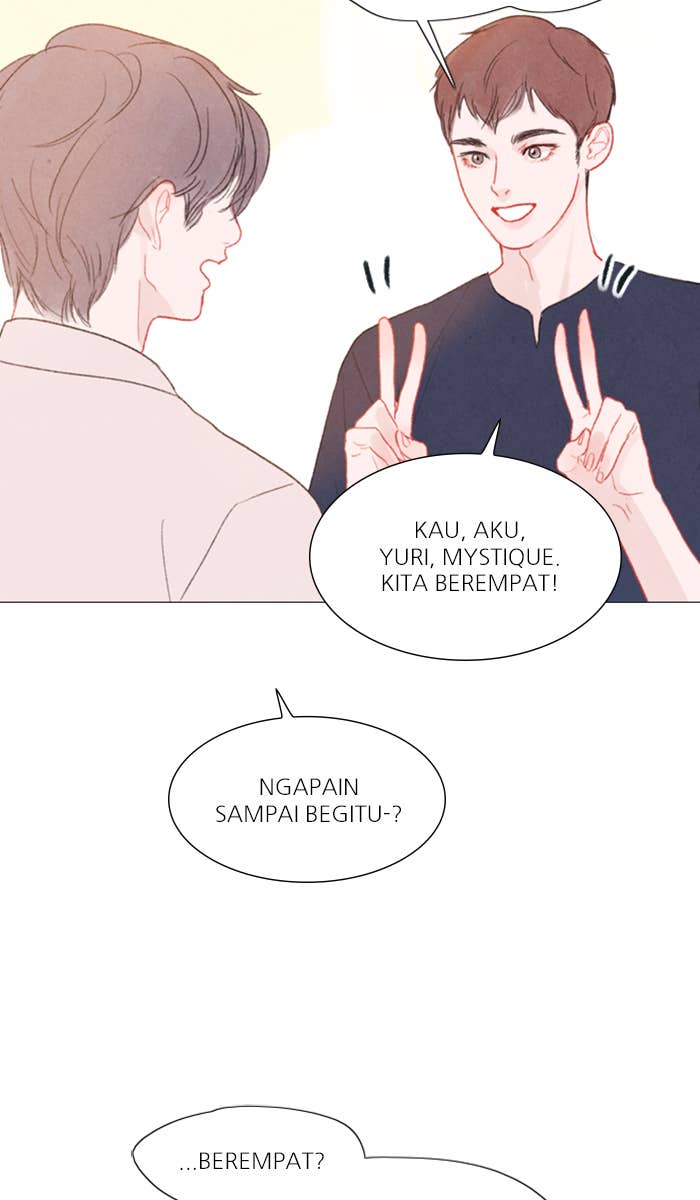 KAU, AKU,
YURI, MYSTIQUE.
KITA BEREMPAT!
NGAPAIN
SAMPAI BEGITU-?
...BEREMPAT?